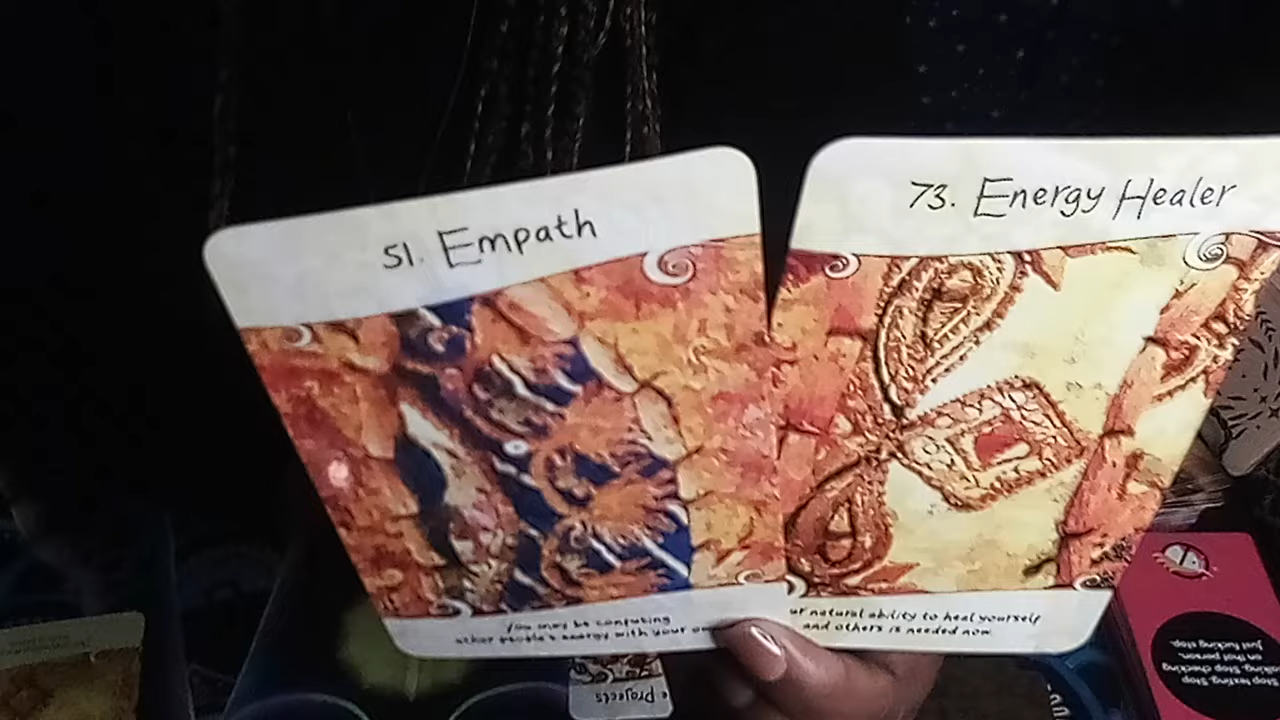 51. Empath
73. Energy Healer
You may be confusing
other people's energy with your
natural ability to heal yourself
and others is needed now
Projects
Stop texting. Stop
Stop checking
on that person.
just fucking stop.